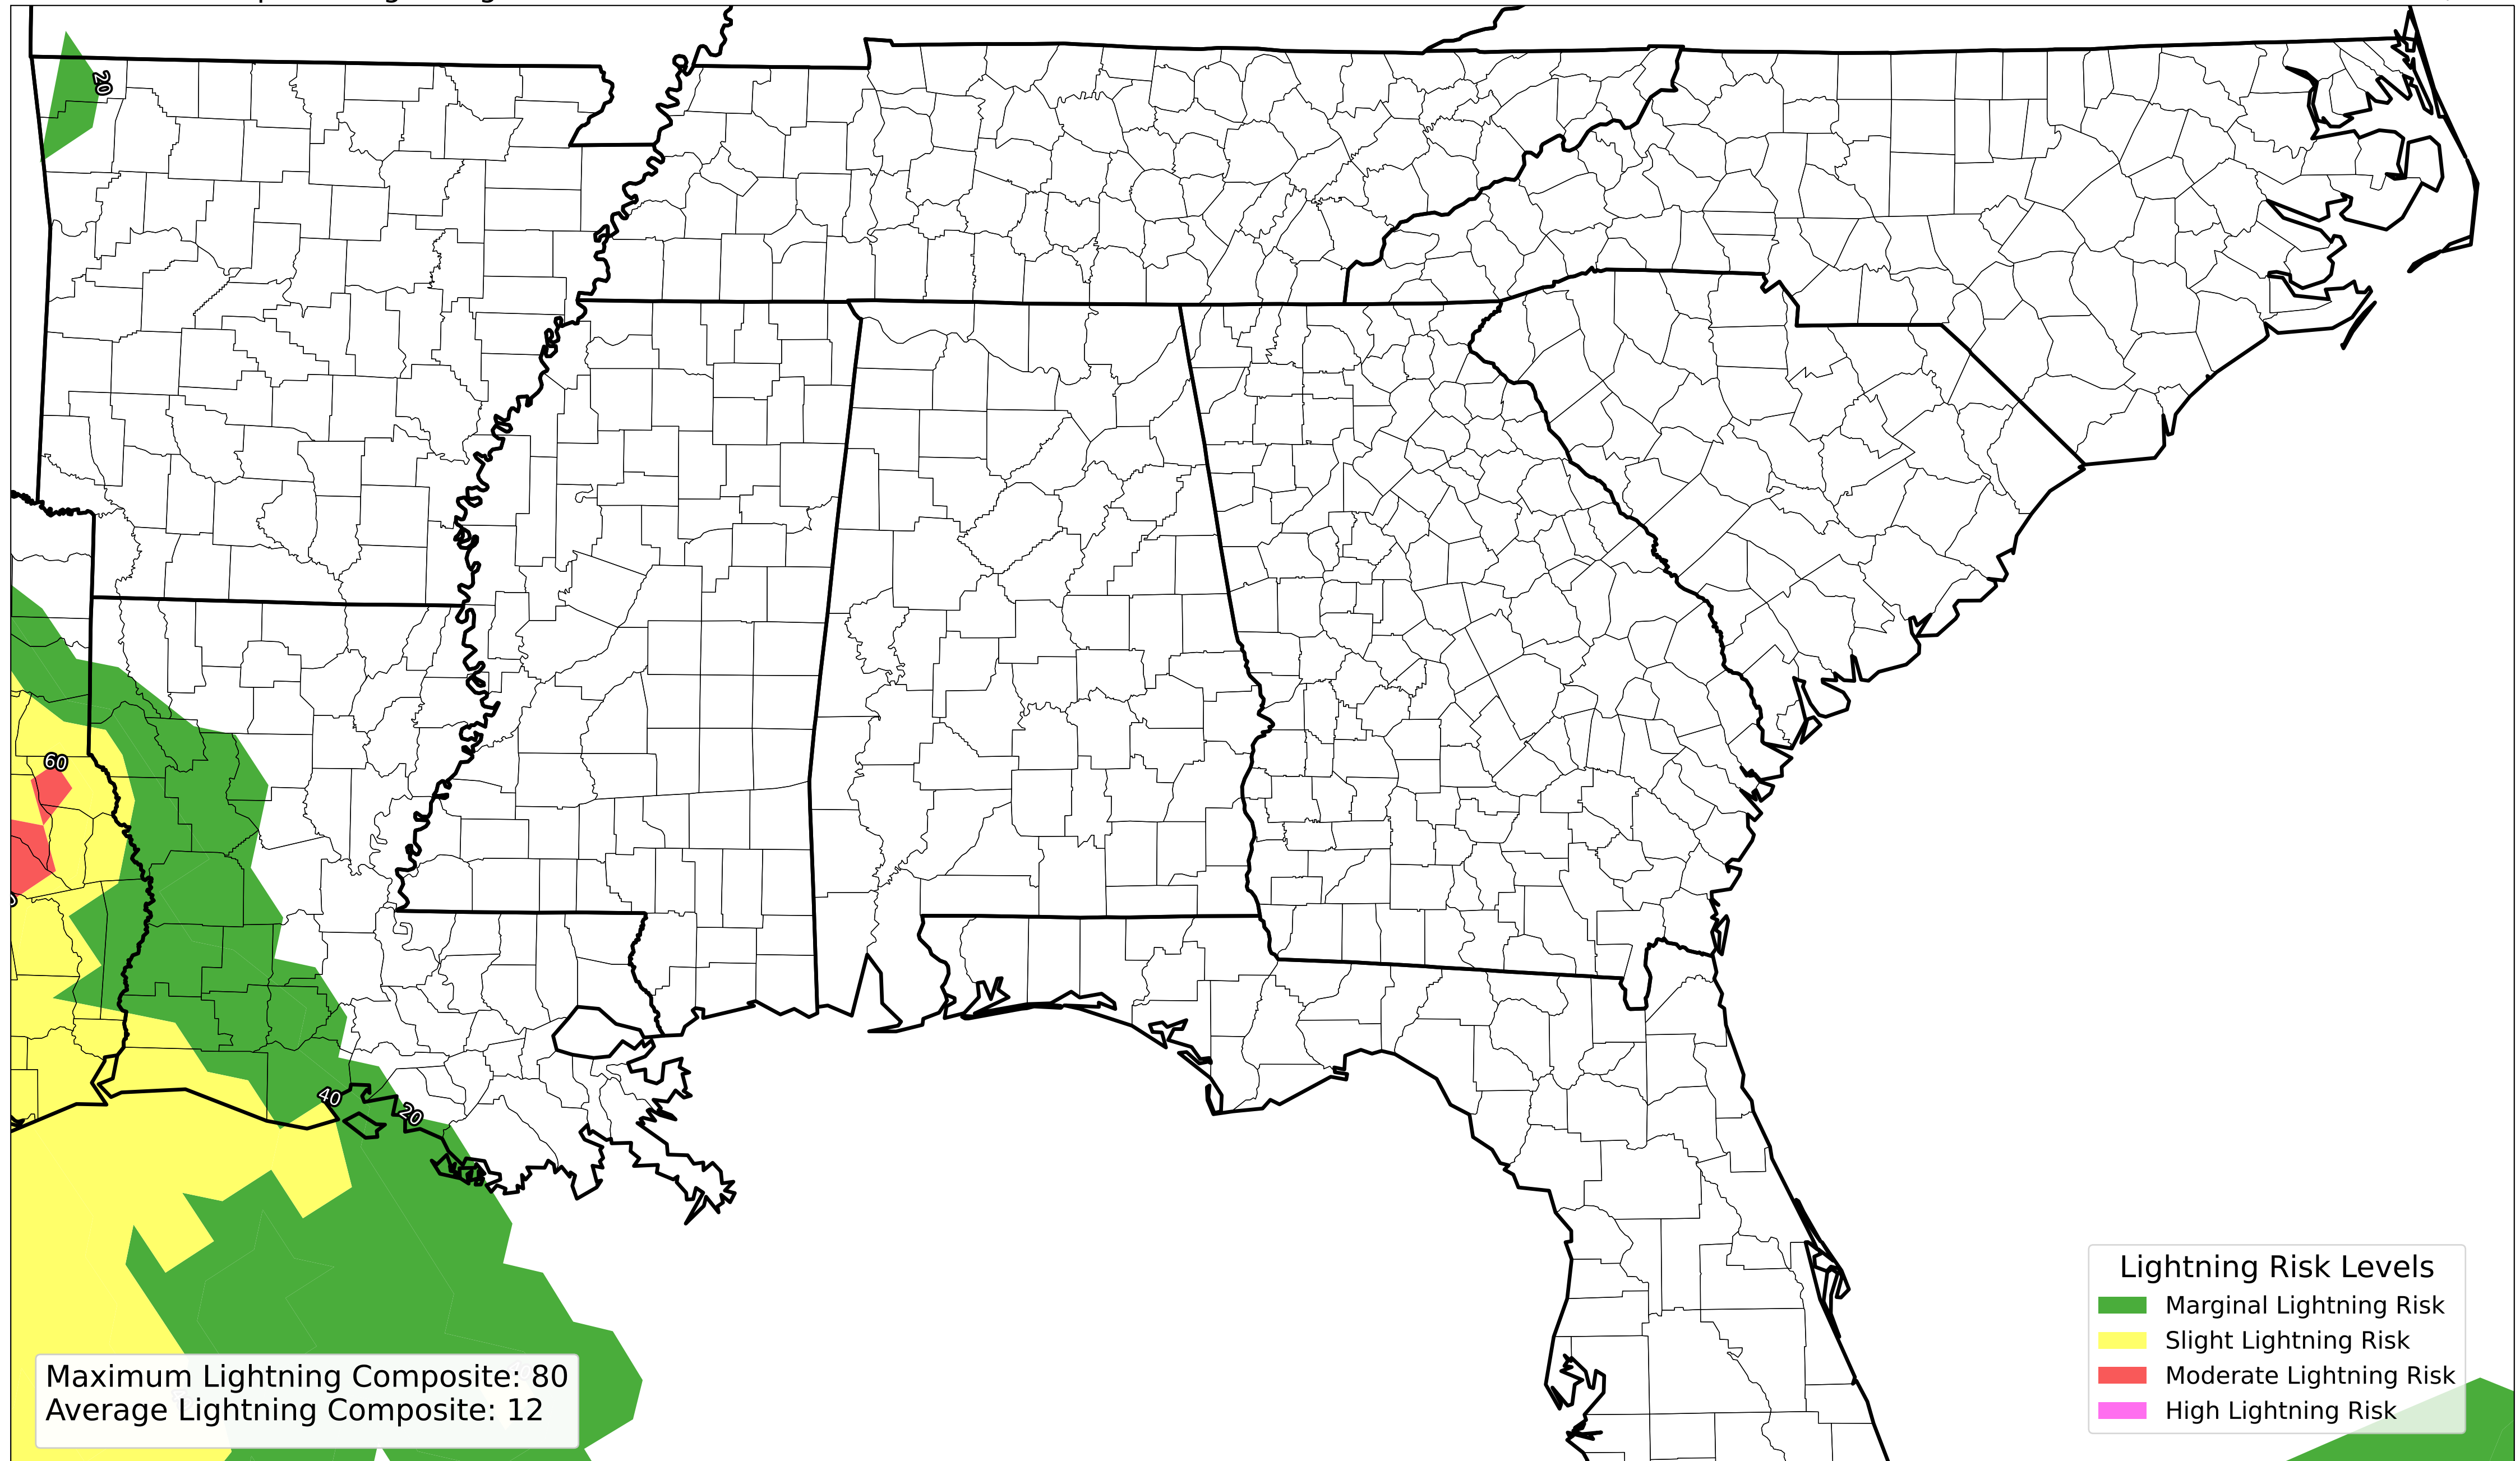 20
60
40
20
Maximum Lightning Composite: 80
Average Lightning Composite: 12
Lightning Risk Levels
Marginal Lightning Risk
Slight Lightning Risk
Moderate Lightning Risk
High Lightning Risk